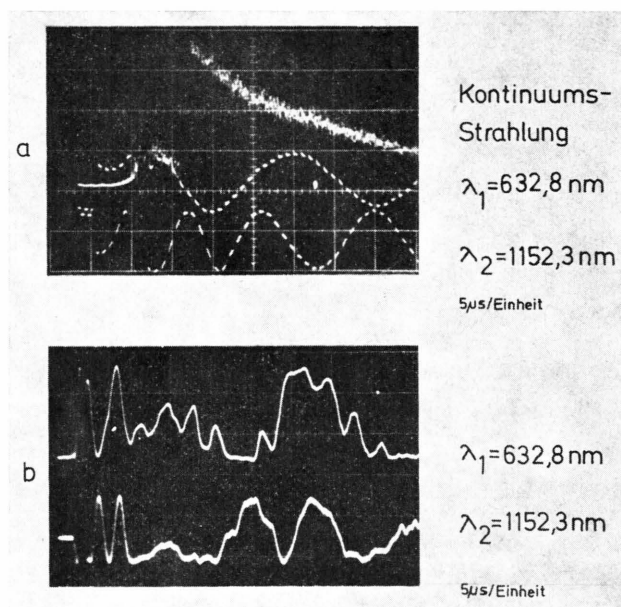 a
Kontinuums-
Strahlung
λ₁=632,8 nm
λ₂=1152,3 nm
5µs/Einheit
b
λ₁=632,8 nm
λ₂=1152,3 nm
5µs/Einheit